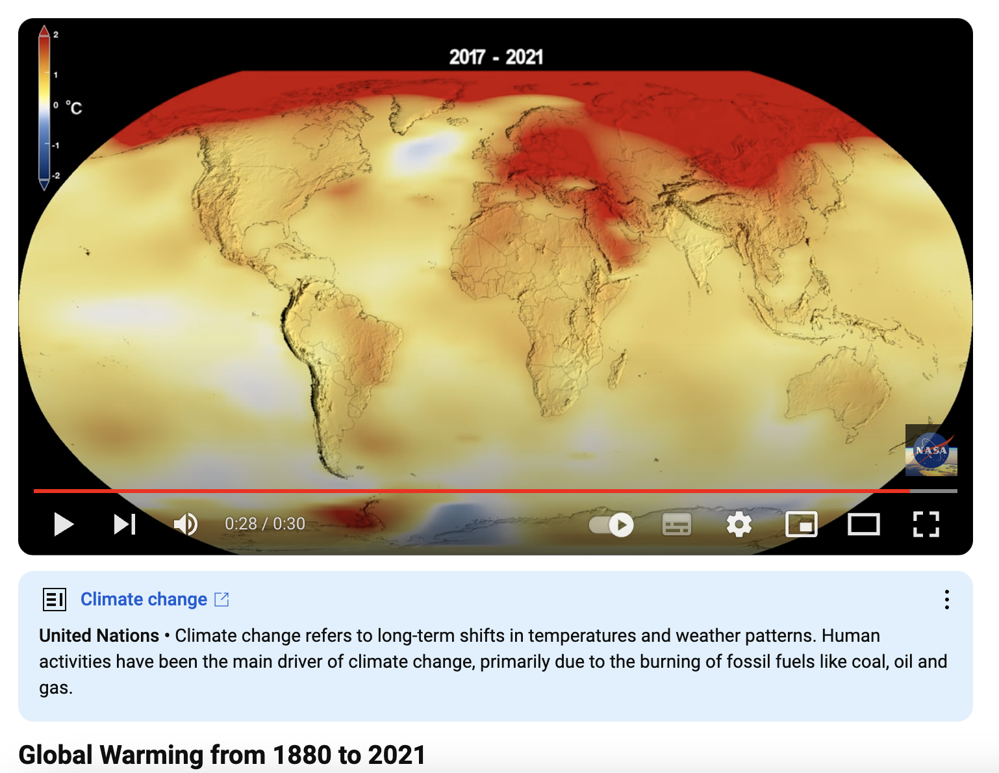 2
1
0 °C
-1
-2
2017 - 2021
NASA
0:28 / 0:30
Climate change
United Nations • Climate change refers to long-term shifts in temperatures and weather patterns. Human
activities have been the main driver of climate change, primarily due to the burning of fossil fuels like coal, oil and
gas.
Global Warming from 1880 to 2021